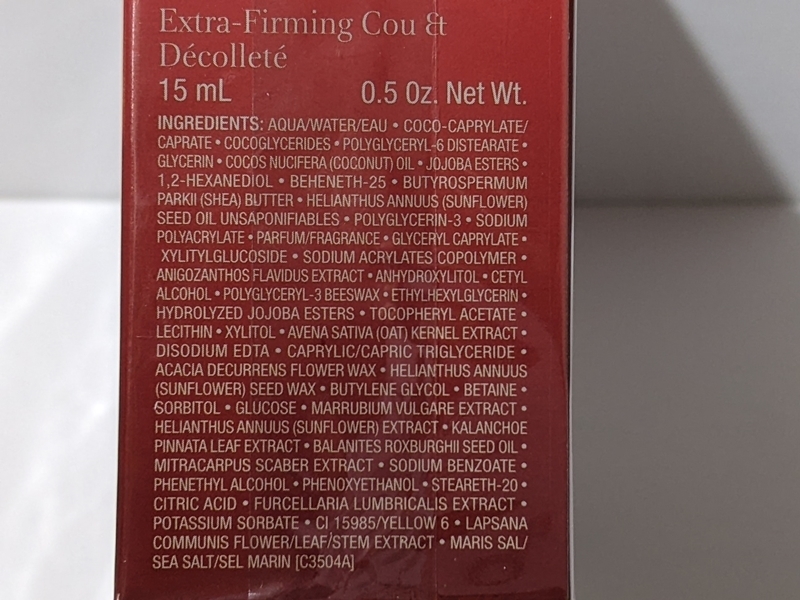 Extra-Firming Cou &
Décolleté
15 mL 0.5 Oz. Net Wt.
INGREDIENTS: AQUA/WATER/EAU • COCO-CAPRYLATE/
CAPRATE • COCOGLYCERIDES • POLYGLYCERYL-6 DISTEARATE •
GLYCERIN • COCOS NUCIFERA (COCONUT) OIL • JOJOBA ESTERS •
1,2-HEXANEDIOL • BEHENETH-25 • BUTYROSPERMUM
PARKII (SHEA) BUTTER • HELIANTHUS ANNUUS (SUNFLOWER)
SEED OIL UNSAPONIFIABLES • POLYGLYCERIN-3 • SODIUM
POLYACRYLATE • PARFUM/FRAGRANCE • GLYCERYL CAPRYLATE •
XYLITYLGLUCOSIDE • SODIUM ACRYLATES COPOLYMER •
ANIGOZANTHOS FLAVIDUS EXTRACT • ANHYDROXYLITOL • CETYL
ALCOHOL • POLYGLYCERYL-3 BEESWAX • ETHYLHEXYLGLYCERIN •
HYDROLYZED JOJOBA ESTERS • TOCOPHERYL ACETATE •
LECITHIN • XYLITOL • AVENA SATIVA (OAT) KERNEL EXTRACT •
DISODIUM EDTA • CAPRYLIC/CAPRIC TRIGLYCERIDE •
ACACIA DECURRENS FLOWER WAX • HELIANTHUS ANNUUS
(SUNFLOWER) SEED WAX • BUTYLENE GLYCOL • BETAINE •
SORBITOL • GLUCOSE • MARRUBIUM VULGARE EXTRACT •
HELIANTHUS ANNUUS (SUNFLOWER) EXTRACT • KALANCHOE
PINNATA LEAF EXTRACT • BALANITES ROXBURGHII SEED OIL •
MITRACARPUS SCABER EXTRACT • SODIUM BENZOATE •
PHENETHYL ALCOHOL • PHENOXYETHANOL • STEARETH-20 •
CITRIC ACID • FURCELLARIA LUMBRICALIS EXTRACT •
POTASSIUM SORBATE • CI 15985/YELLOW 6 • LAPSANA
COMMUNIS FLOWER/LEAF/STEM EXTRACT • MARIS SAL/
SEA SALT/SEL MARIN [C3504A]